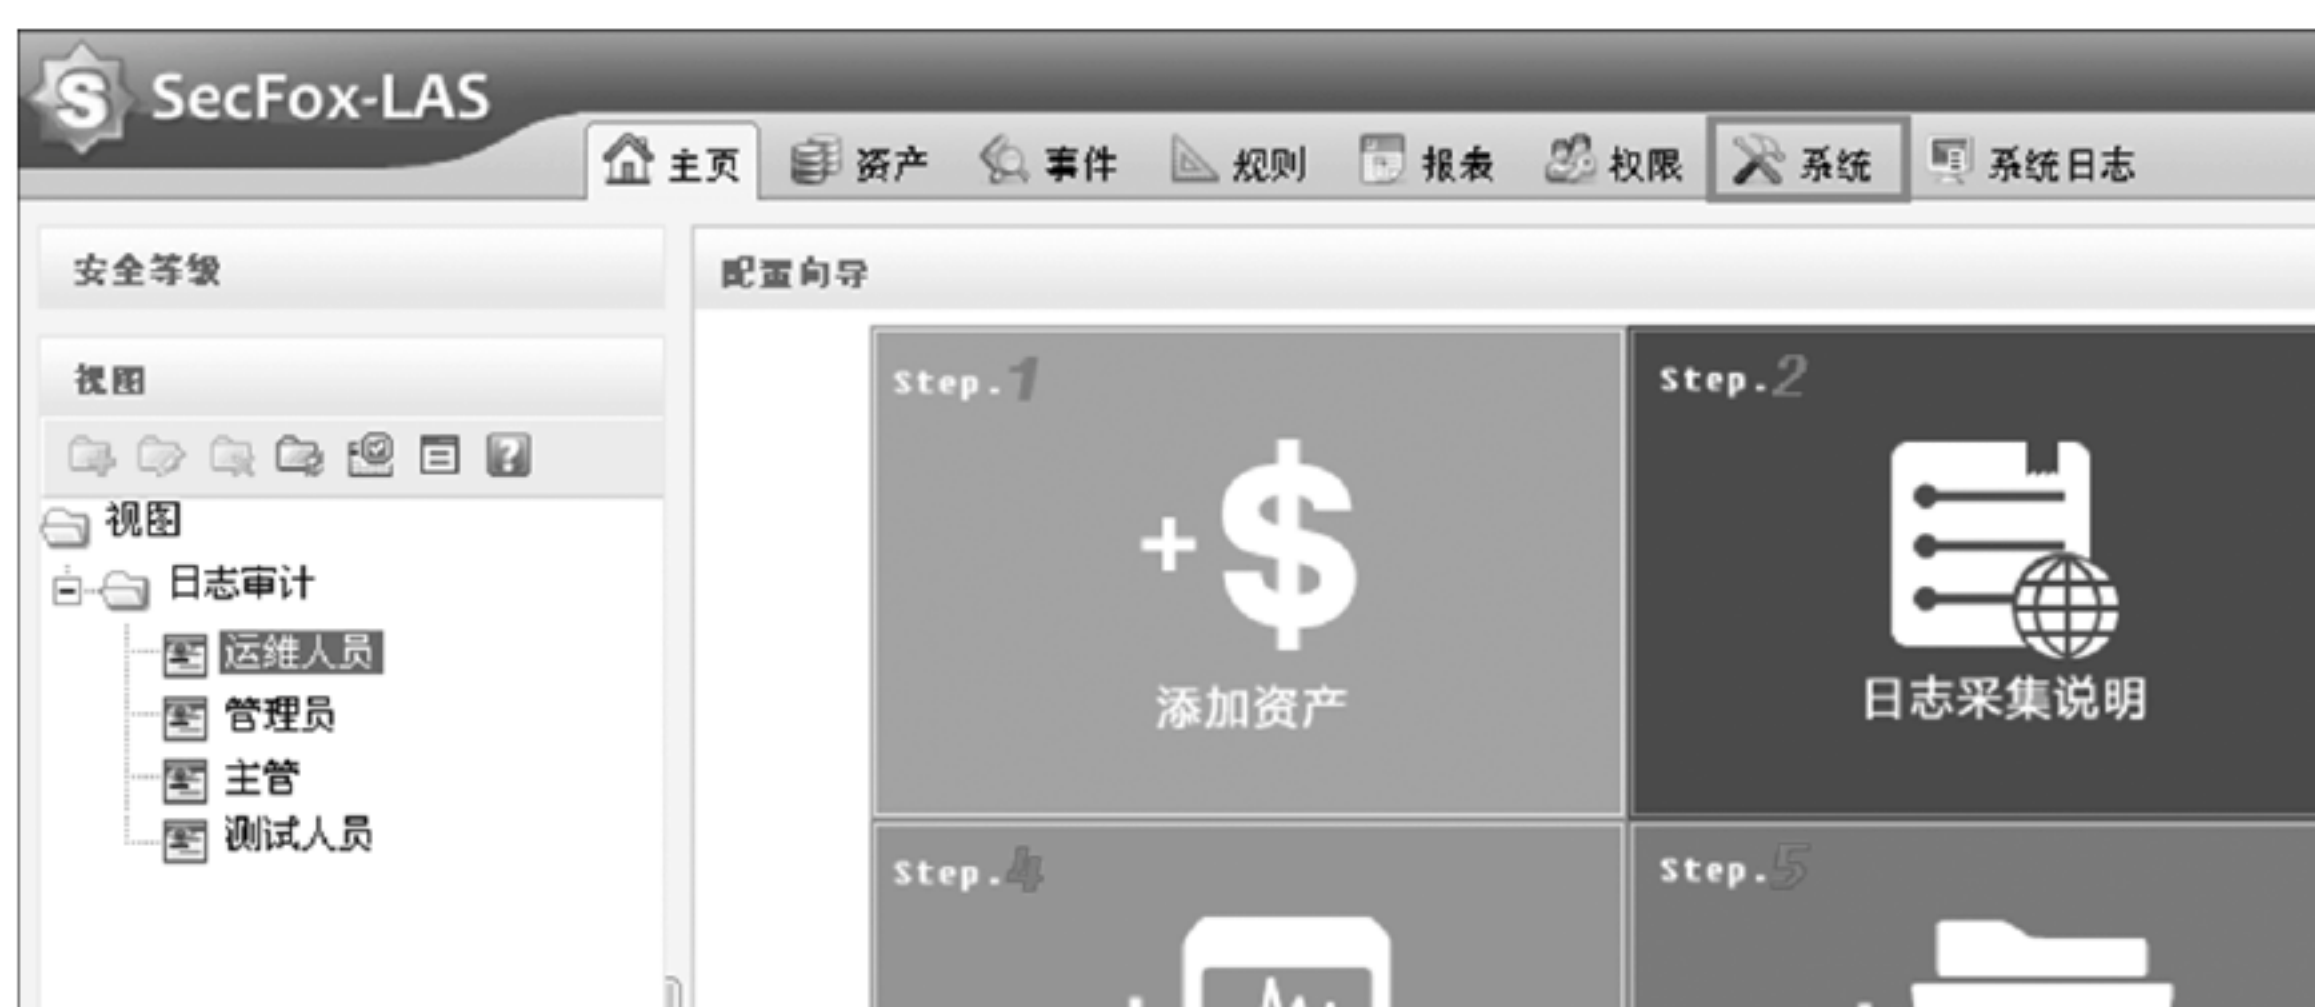 SecFox-LAS
主页 资产 事件 规则 报表 权限 系统 系统日志
安全等级
视图
视图
日志审计
运维人员
管理员
主管
测试人员
配置向导
Step.1
添加资产
Step.2
日志采集说明
Step.4
Step.5